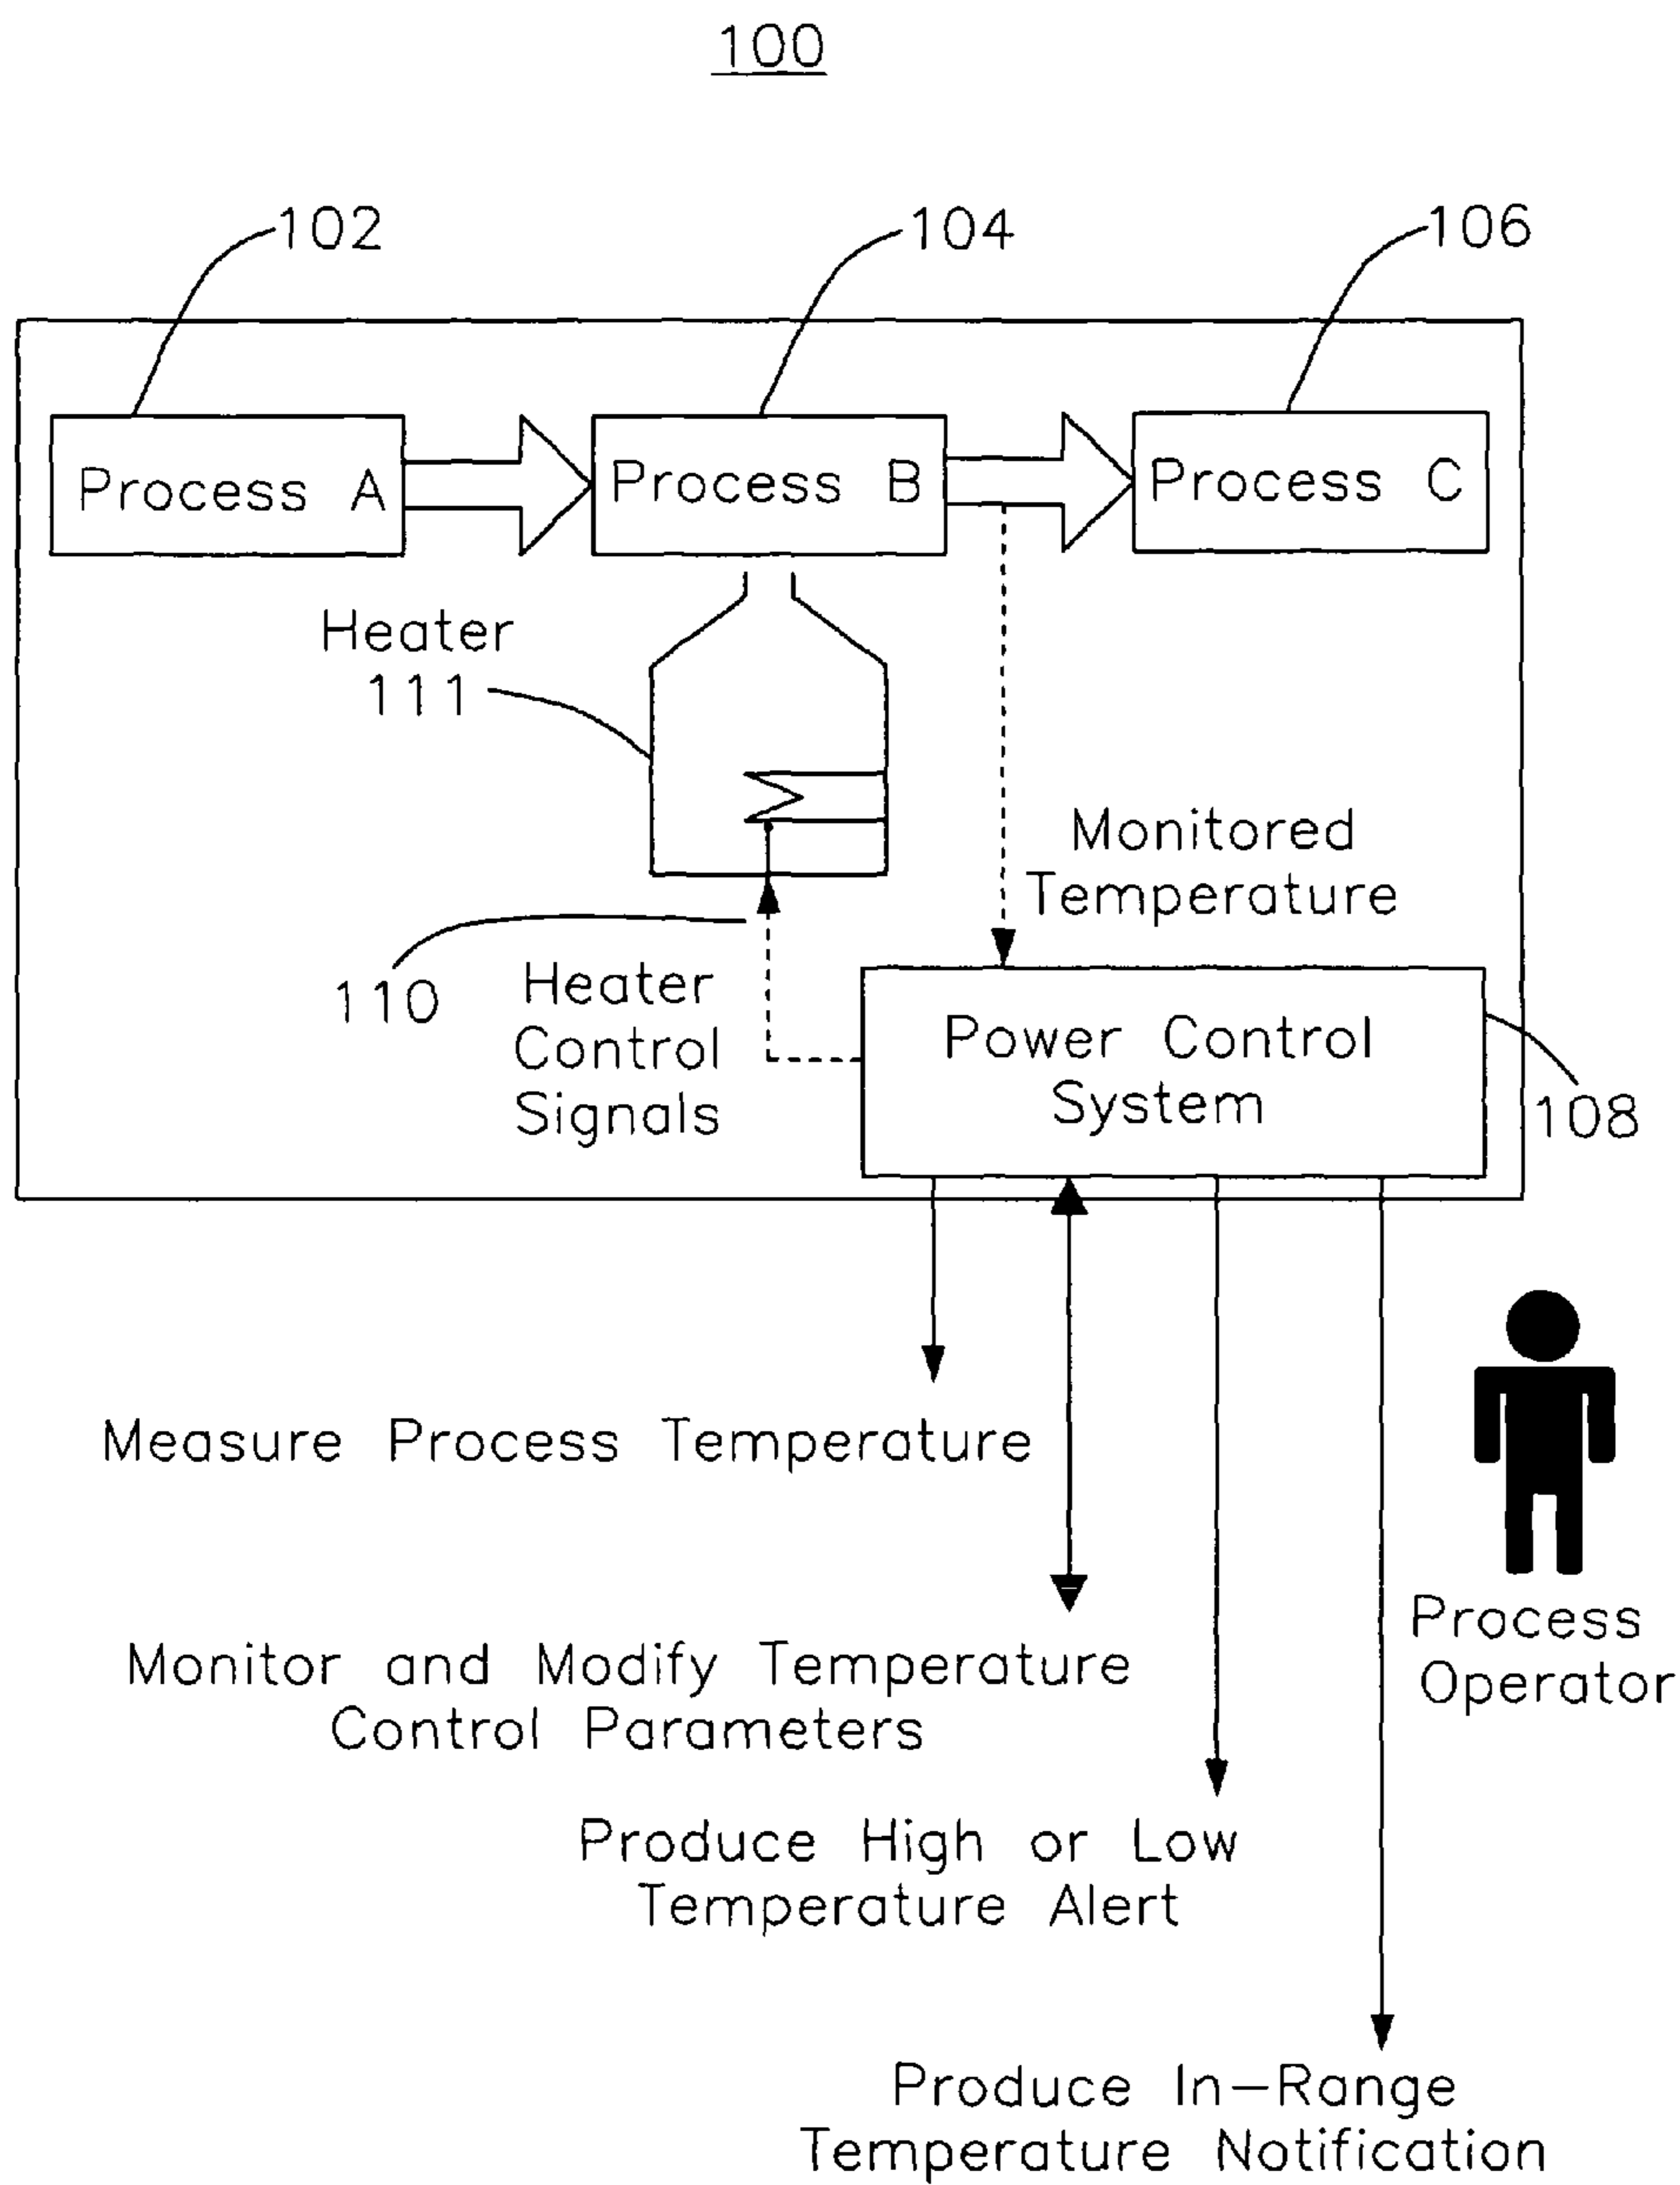 100
102
104
106
Process A
Process B
Process C
Heater
111
Monitored
Temperature
110
Heater
Control
Signals
Power Control
System
108
Measure Process Temperature
Process
Operator
Monitor and Modify Temperature
Control Parameters
Produce High or Low
Temperature Alert
Produce In-Range
Temperature Notification